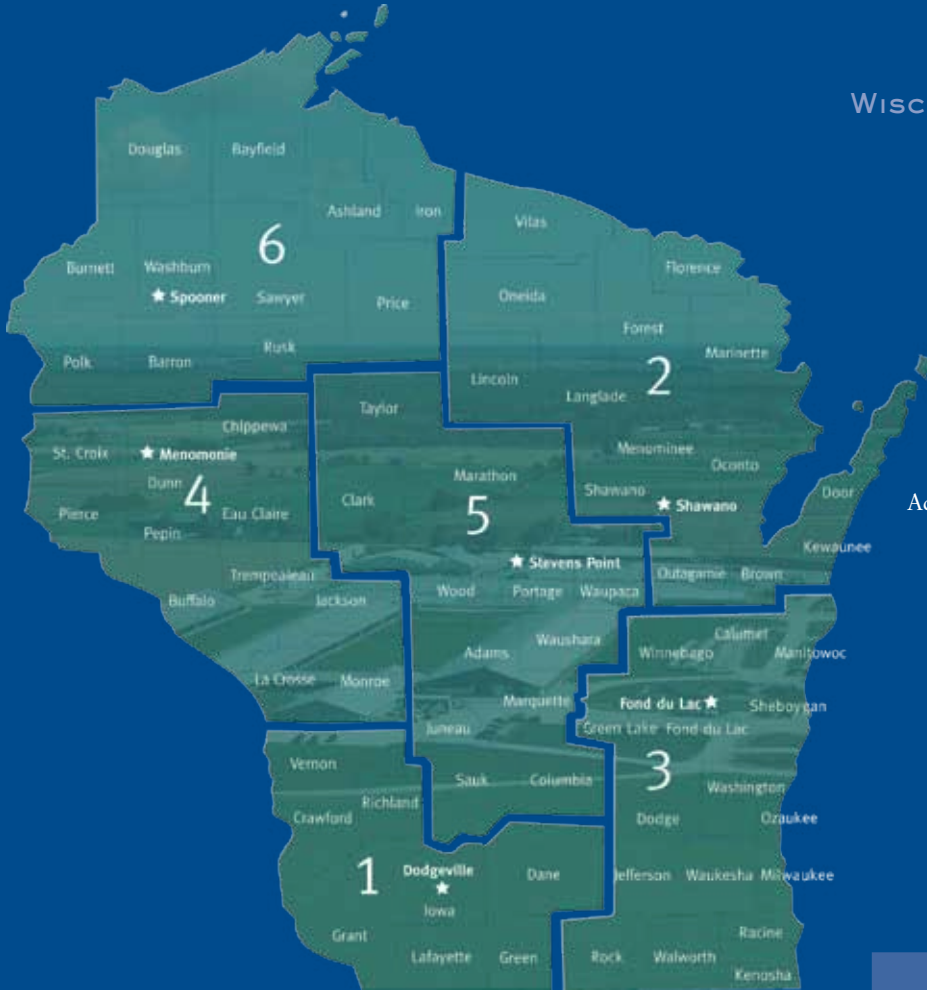 Wisc
Douglas
Bayfield
Ashland
Iron
6
Burnett
Washburn
★ Spooner
Sawyer
Price
Polk
Barron
Rusk
Vilas
Florence
Oneida
Forest
Marinette
2
Lincoln
Langlade
Menominee
Oconto
Shawano
★ Shawano
Door
Kewaunee
Outagamie
Brown
Chippewa
St. Croix
★ Menomonie
Dunn
4
Pierce
Eau Claire
Pepin
Trempealeau
Buffalo
Jackson
La Crosse
Monroe
Taylor
Marathon
Clark
5
★ Stevens Point
Wood
Portage
Waupaca
Waushara
Adams
Marquette
Juneau
Sauk
Columbia
Ac
Calumet
Winnebago
Manitowoc
Fond du Lac ★
Sheboygan
Green Lake
Fond du Lac
3
Washington
Dodge
Ozaukee
Jefferson
Waukesha
Milwaukee
Racine
Rock
Walworth
Kenosha
Vernon
Richland
Crawford
1
Dodgeville
★
Dane
Iowa
Grant
Lafayette
Green